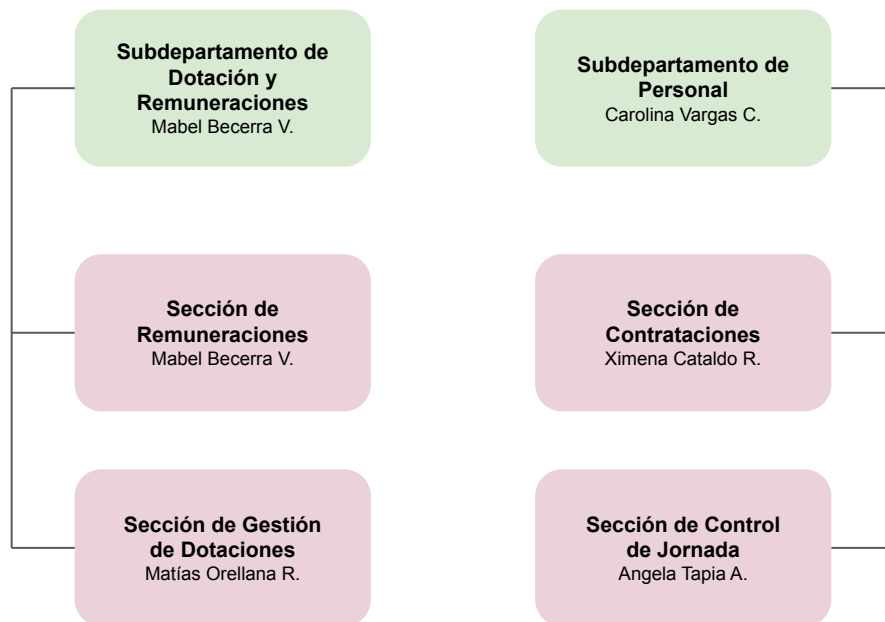 Subdepartamento de
Dotación y
Remuneraciones
Mabel Becerra V.
Subdepartamento de
Personal
Carolina Vargas C.
Sección de
Remuneraciones
Mabel Becerra V.
Sección de
Contrataciones
Ximena Cataldo R.
Sección de Gestión
de Dotaciones
Matías Orellana R.
Sección de Control
de Jornada
Angela Tapia A.